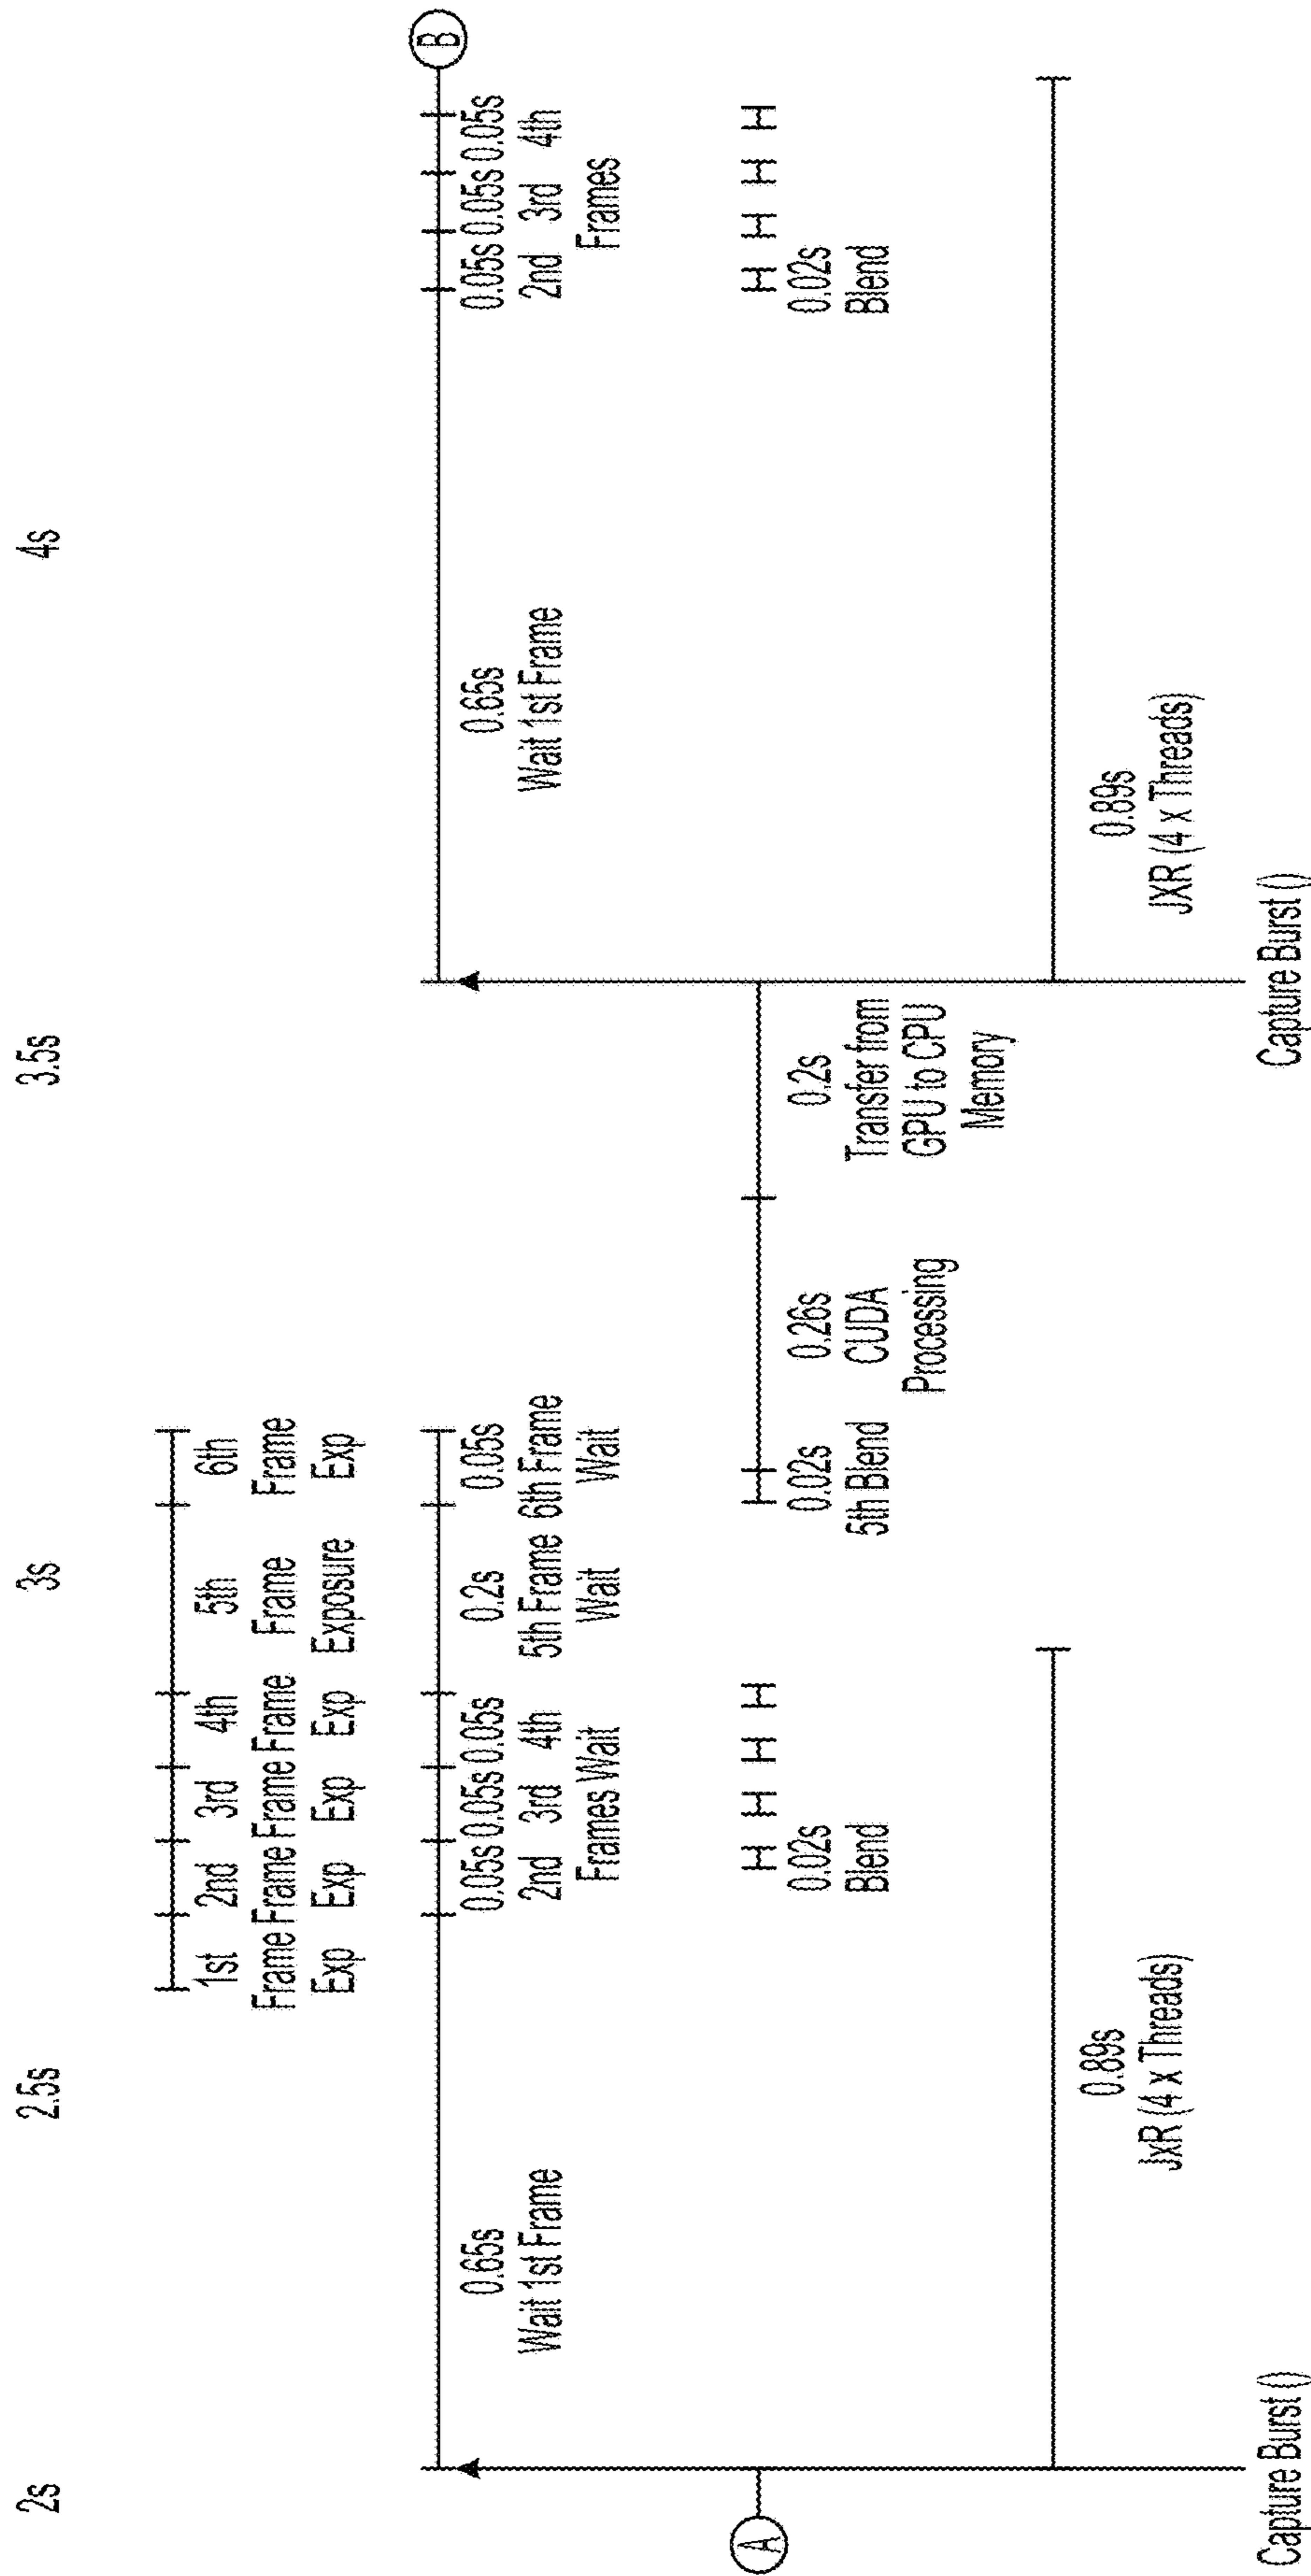 2s
2.5s
3s
3.5s
4s
1st 2nd 3rd 4th 5th 6th
Frame Frame Frame Frame Frame Frame
Exp Exp Exp Exp Exposure Exp
B
0.65s 0.05s 0.05s 0.05s 0.2s 0.05s
Wait 1st Frame 2nd 3rd 4th 5th Frame 6th Frame
Frames Wait Wait Wait
0.65s 0.05s 0.05s 0.05s
Wait 1st Frame 2nd 3rd 4th
Frames
A
0.02s
Blend
0.02s 0.26s 0.2s
5th Blend CUDA Transfer from
Processing GPU to CPU
Memory
0.02s
Blend
0.89s
JxR (4 x Threads)
0.89s
JXR (4 x Threads)
Capture Burst ()
Capture Burst ()